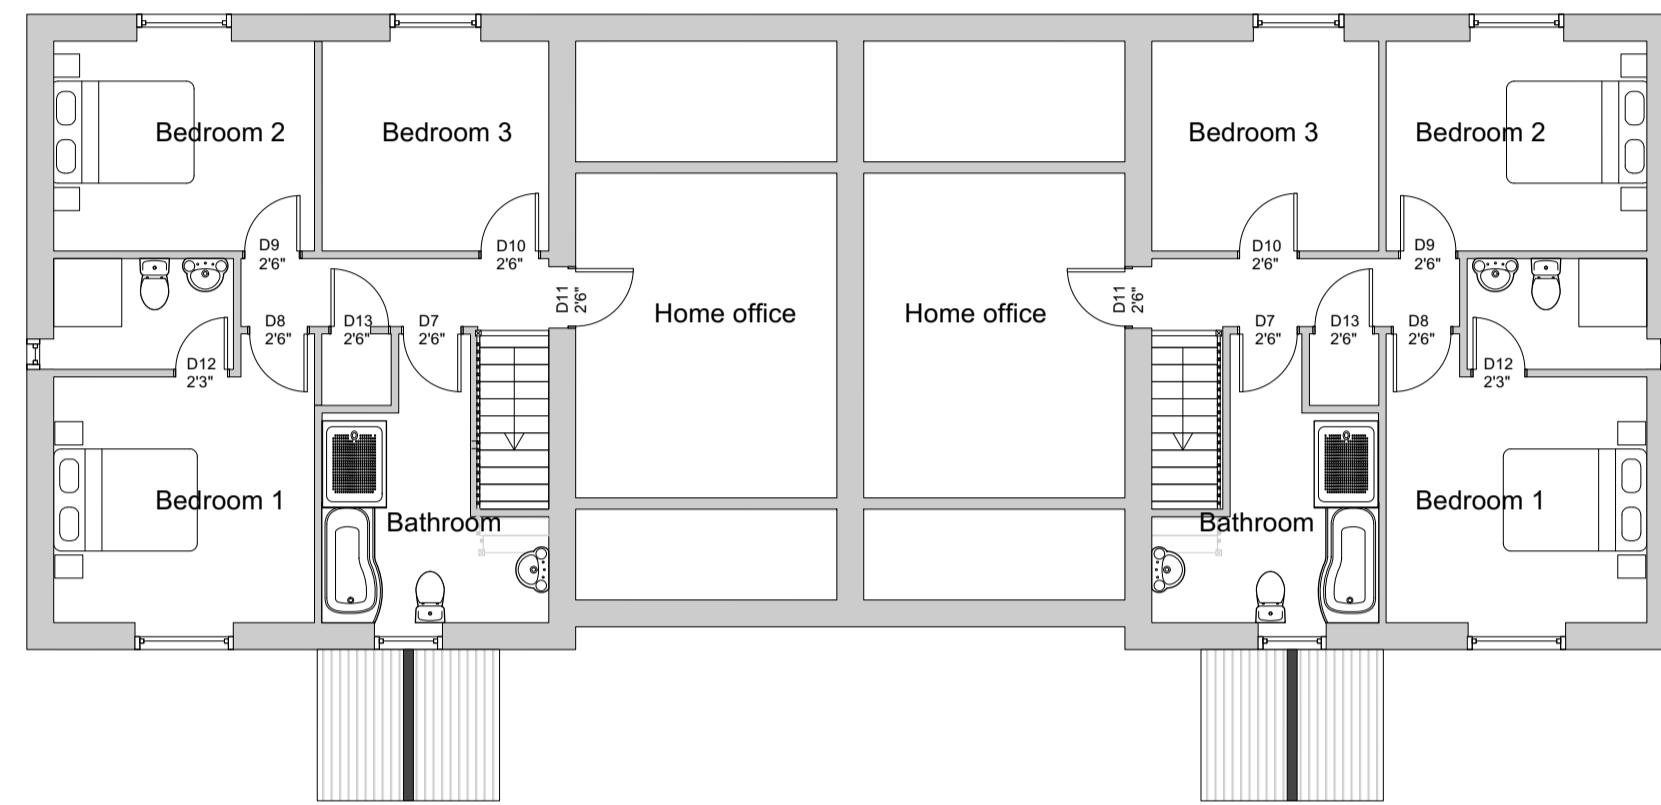 Bedroom 2
Bedroom 3
Bedroom 3
Bedroom 2
D9
2'6"
D10
2'6"
D10
2'6"
D9
2'6"
D11
2'6"
Home office
Home office
D11
2'6"
D8
2'6"
D13
2'6"
D7
2'6"
D7
2'6"
D13
2'6"
D8
2'6"
D12
2'3"
D12
2'3"
Bedroom 1
Bathroom
Bathroom
Bedroom 1